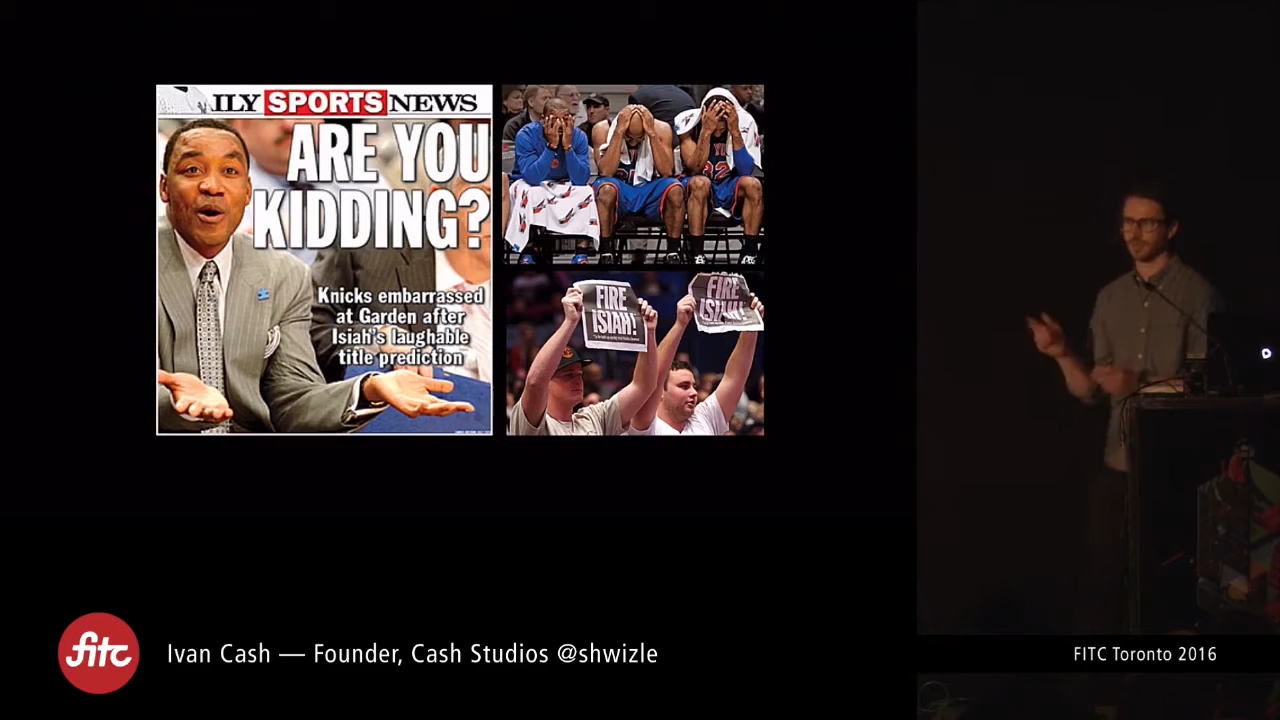 ILY SPORTS NEWS
ARE YOU
KIDDING?
Knicks embarrassed
at Garden after
Isiah's laughable
title prediction
FIRE
ISIAH!
FIRE
ISIAH!
fitc
Ivan Cash — Founder, Cash Studios @shwizle
FITC Toronto 2016